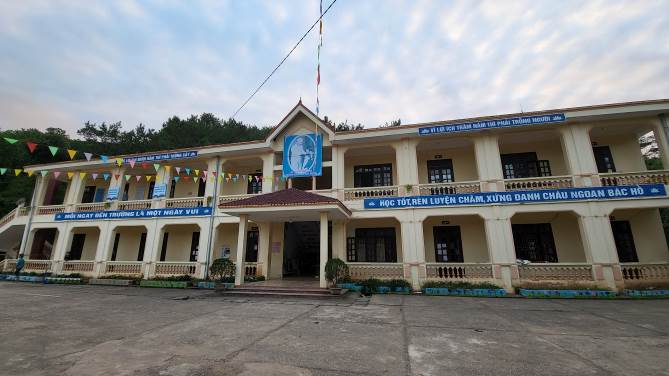 VÌ LỢI ÍCH TRĂM NĂM THÌ PHẢI TRỒNG NGƯỜI
HỌC TỐT, RÈN LUYỆN CHĂM, XỨNG DANH CHÁU NGOAN BÁC HỒ
MỖI NGÀY ĐẾN TRƯỜNG LÀ MỘT NGÀY VUI